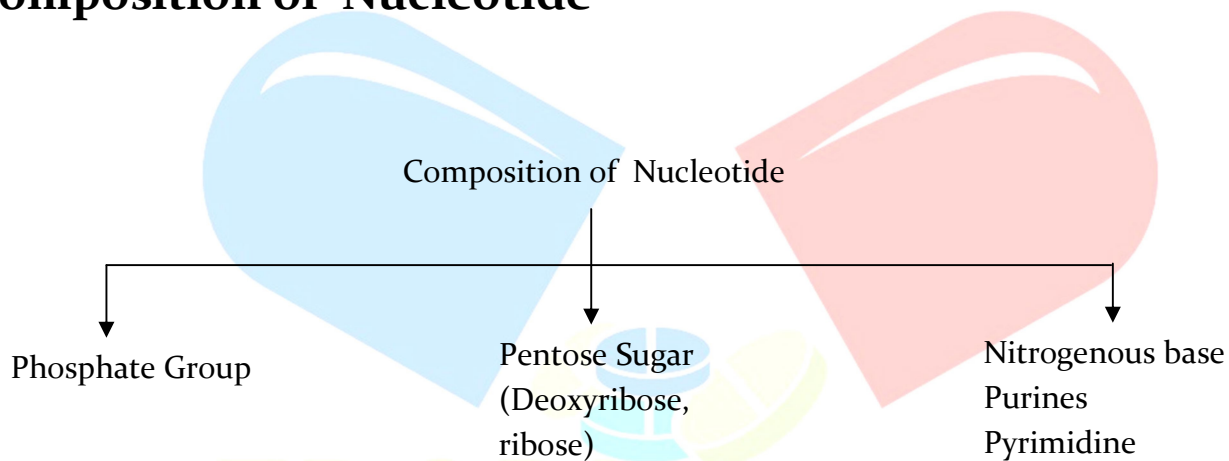 omposition of Nucleotide
Composition of Nucleotide
Phosphate Group
Pentose Sugar
(Deoxyribose,
ribose)
Nitrogenous base
Purines
Pyrimidine